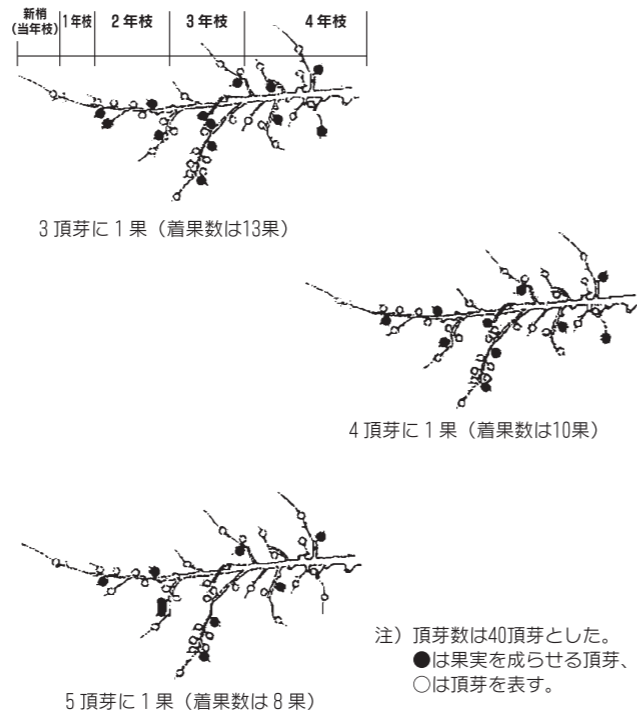 新梢
(当年枝)
1年枝
2年枝
3年枝
4年枝
3頂芽に1果(着果数は13果)
4頂芽に1果(着果数は10果)
5頂芽に1果(着果数は8果)
注)頂芽数は40頂芽とした。
●は果実を成らせる頂芽、
○は頂芽を表す。